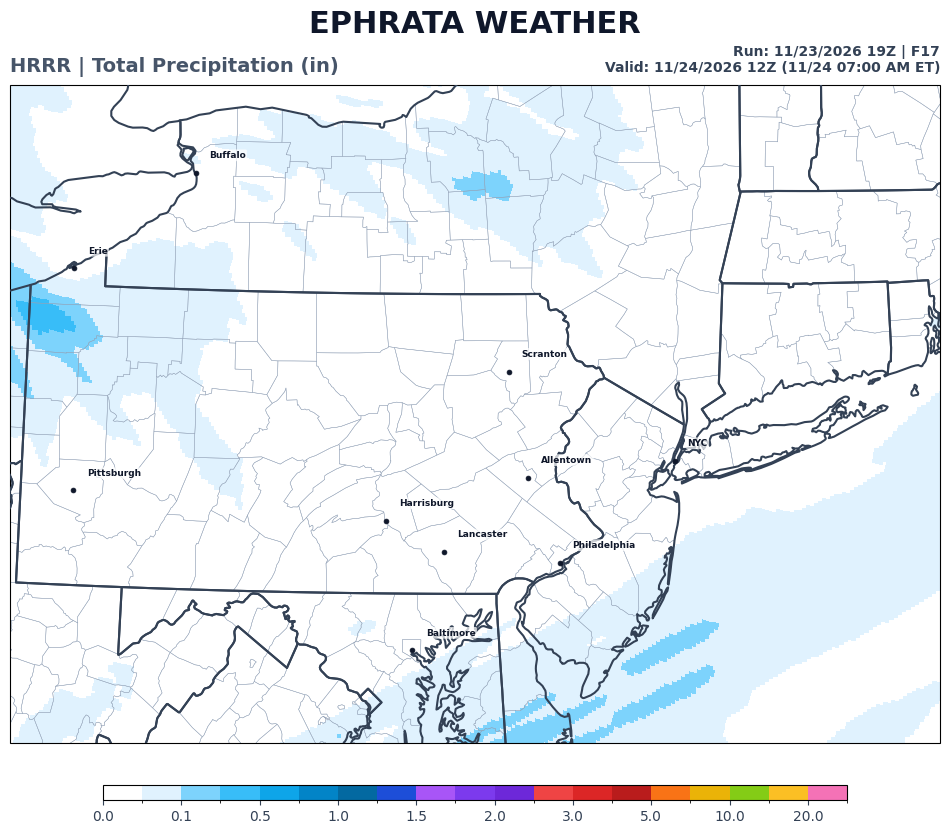 EPHRATA WEATHER
HRRR | Total Precipitation (in)
Run: 11/23/2026 19Z | F17
Valid: 11/24/2026 12Z (11/24 07:00 AM ET)
Buffalo
Erie
Scranton
NYC
Allentown
Pittsburgh
Harrisburg
Lancaster
Philadelphia
Baltimore
0.0 0.1 0.5 1.0 1.5 2.0 3.0 5.0 10.0 20.0